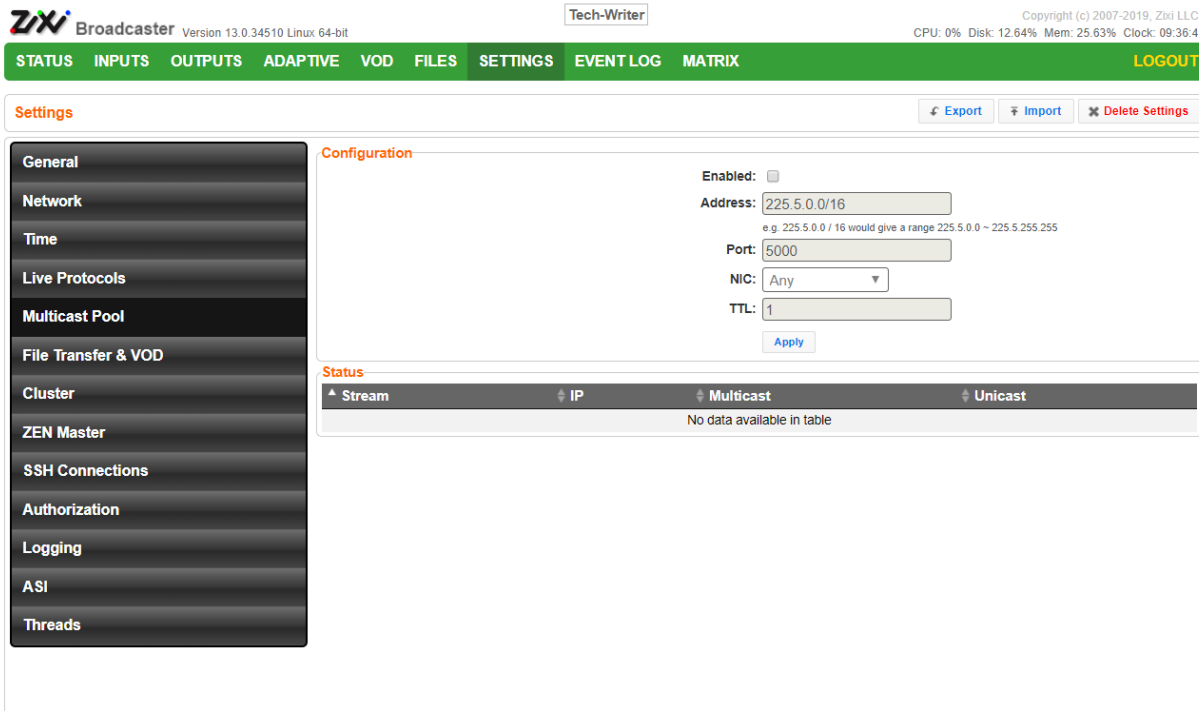 Tech-Writer
Copyright (c) 2007-2019, Zixi LLC
ZiXi Broadcaster Version 13.0.34510 Linux 64-bit
CPU: 0% Disk: 12.64% Mem: 25.63% Clock: 09:36:4
STATUS INPUTS OUTPUTS ADAPTIVE VOD FILES SETTINGS EVENT LOG MATRIX LOGOUT
Settings
Export Import Delete Settings
General
Network
Time
Live Protocols
Multicast Pool
File Transfer & VOD
Cluster
ZEN Master
SSH Connections
Authorization
Logging
ASI
Threads
Configuration
Enabled:
Address: 225.5.0.0/16
e.g. 225.5.0.0 / 16 would give a range 225.5.0.0 ~ 225.5.255.255
Port: 5000
NIC: Any
TTL: 1
Apply
Status
Stream IP Multicast Unicast
No data available in table